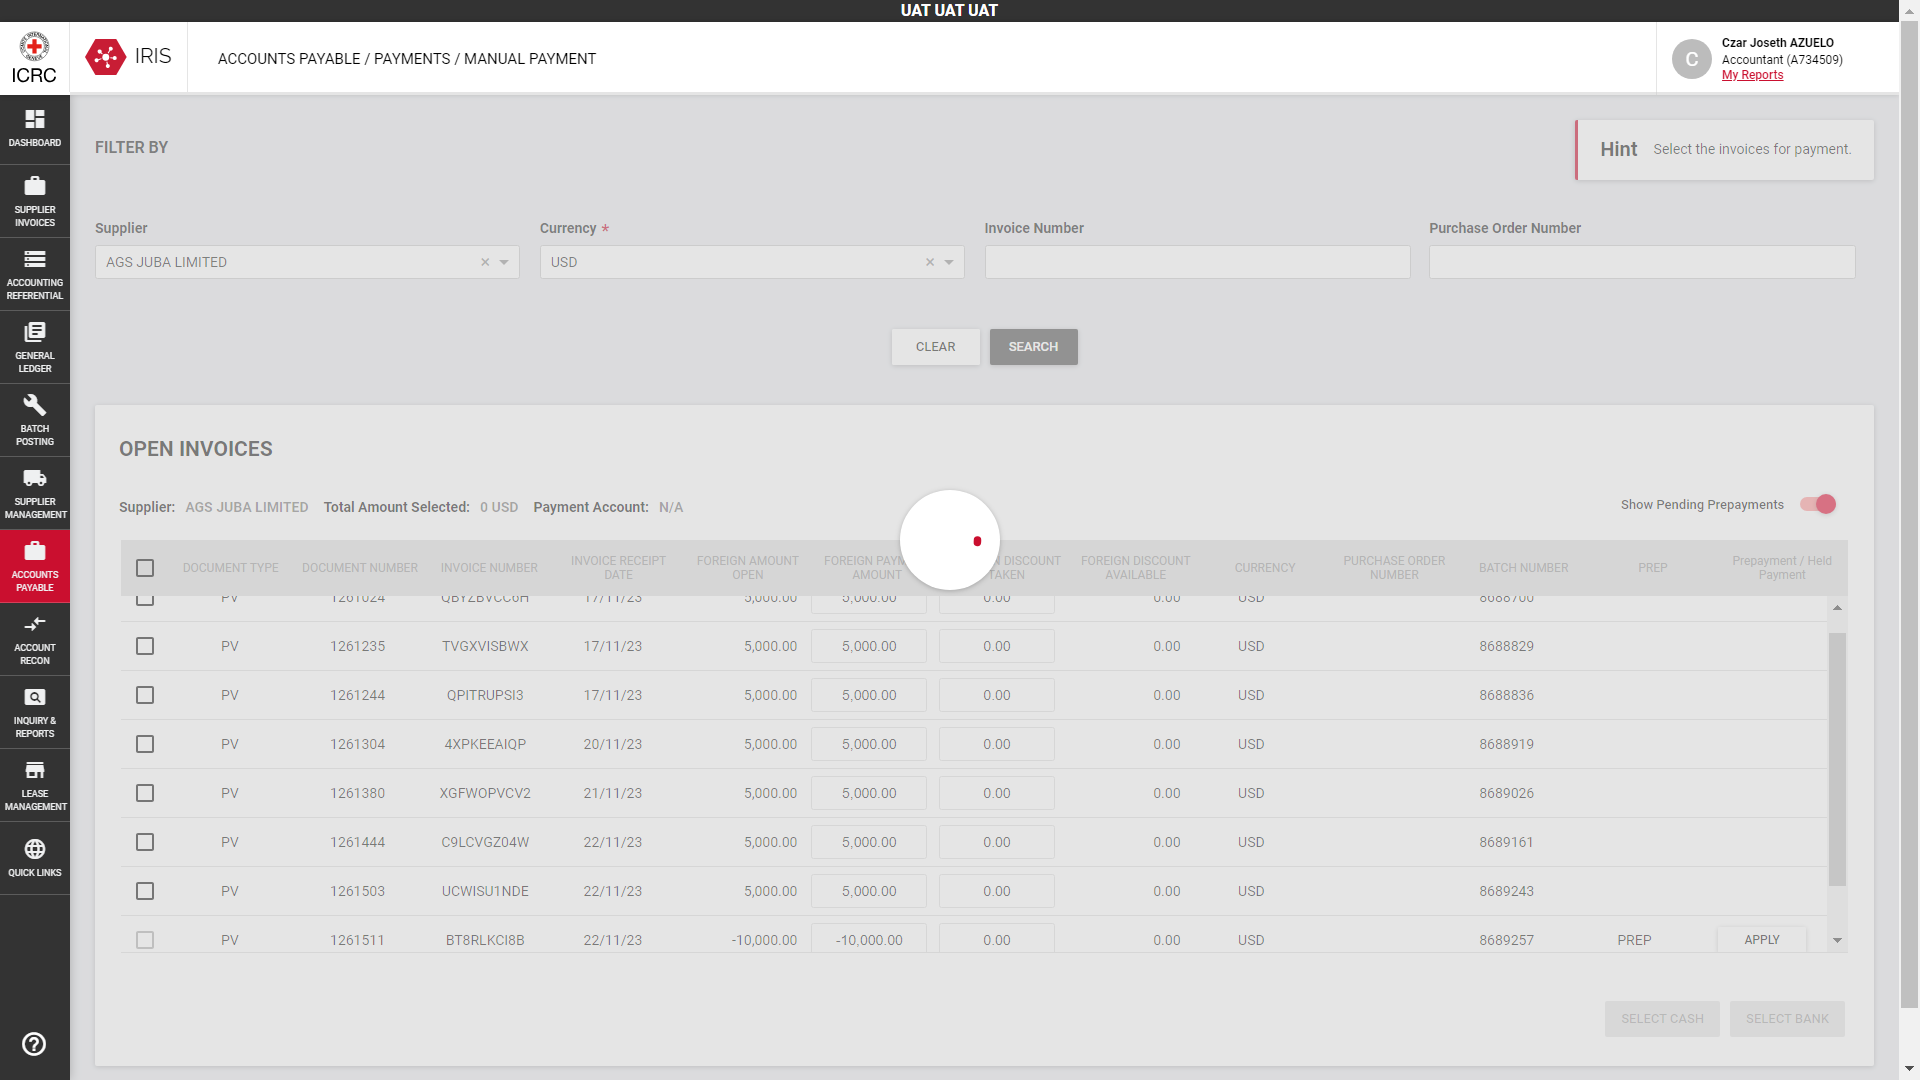 UAT UAT UAT
ICRC
IRIS
ACCOUNTS PAYABLE / PAYMENTS / MANUAL PAYMENT
C
Czar Joseth AZUELO
Accountant (A734509)
My Reports
DASHBOARD
SUPPLIER
INVOICES
ACCOUNTING
REFERENTIAL
GENERAL
LEDGER
BATCH
POSTING
SUPPLIER
MANAGEMENT
ACCOUNTS
PAYABLE
ACCOUNT
RECON
INQUIRY &
REPORTS
LEASE
MANAGEMENT
QUICK LINKS
FILTER BY
Hint Select the invoices for payment.
Supplier Currency * Invoice Number Purchase Order Number
AGS JUBA LIMITED × USD ×
CLEAR SEARCH
OPEN INVOICES
Supplier: AGS JUBA LIMITED Total Amount Selected: 0 USD Payment Account: N/A
Show Pending Prepayments
DOCUMENT TYPE DOCUMENT NUMBER INVOICE NUMBER INVOICE RECEIPT DATE FOREIGN AMOUNT OPEN FOREIGN AMOUNT DISCOUNT TAKEN FOREIGN DISCOUNT AVAILABLE CURRENCY PURCHASE ORDER NUMBER BATCH NUMBER PREP Prepayment / Held Payment
PV 1261024 QBYZBVCC6H 17/11/23 5,000.00 5,000.00 0.00 0.00 USD 8688700
PV 1261235 TVGXVISBWX 17/11/23 5,000.00 5,000.00 0.00 0.00 USD 8688829
PV 1261244 QPITRUPSI3 17/11/23 5,000.00 5,000.00 0.00 0.00 USD 8688836
PV 1261304 4XPKEEAIQP 20/11/23 5,000.00 5,000.00 0.00 0.00 USD 8688919
PV 1261380 XGFWOPVCV2 21/11/23 5,000.00 5,000.00 0.00 0.00 USD 8689026
PV 1261444 C9LCVGZ04W 22/11/23 5,000.00 5,000.00 0.00 0.00 USD 8689161
PV 1261503 UCWISU1NDE 22/11/23 5,000.00 5,000.00 0.00 0.00 USD 8689243
PV 1261511 BT8RLKCI8B 22/11/23 -10,000.00 -10,000.00 0.00 0.00 USD 8689257 PREP APPLY
SELECT CASH SELECT BANK